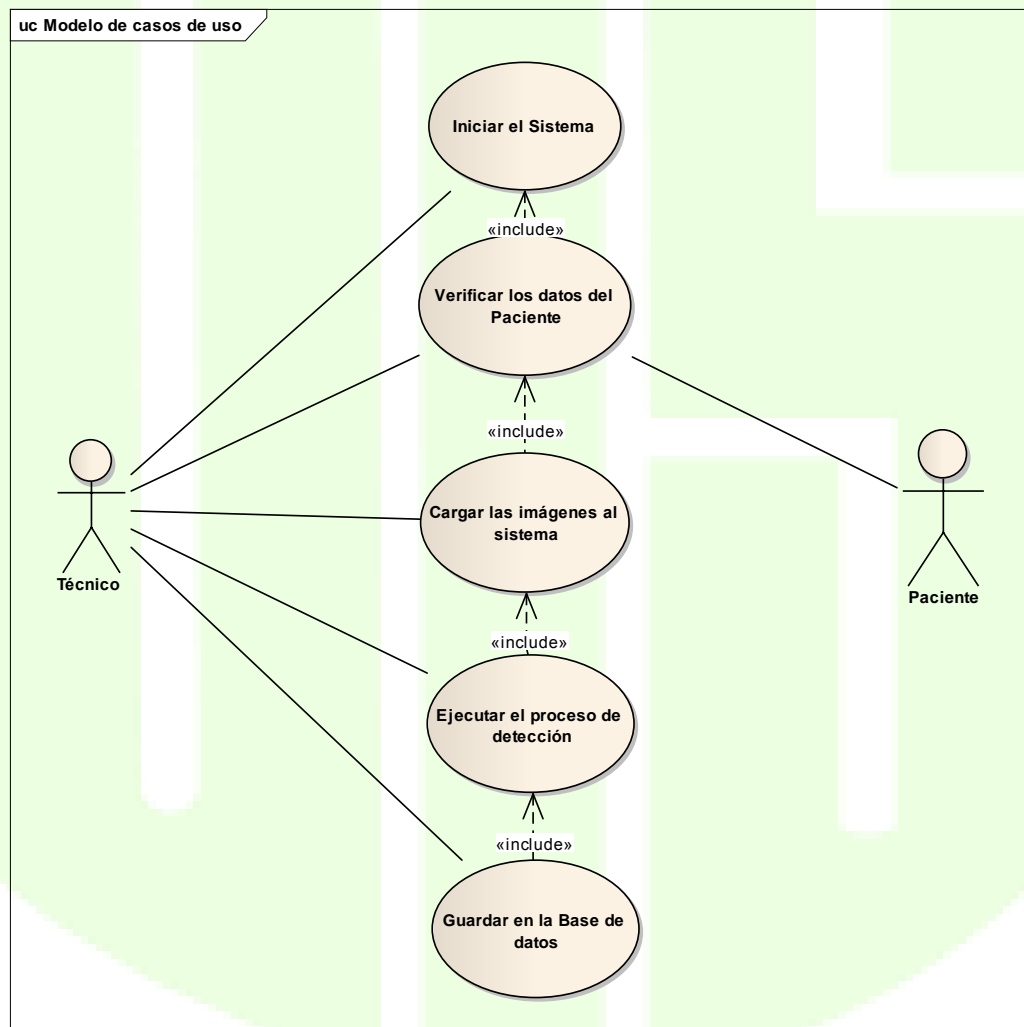 uc Modelo de casos de uso
Iniciar el Sistema
«include»
Verificar los datos del
Paciente
«include»
Cargar las imágenes al
sistema
Técnico
Paciente
«include»
Ejecutar el proceso de
detección
«include»
Guardar en la Base de
datos